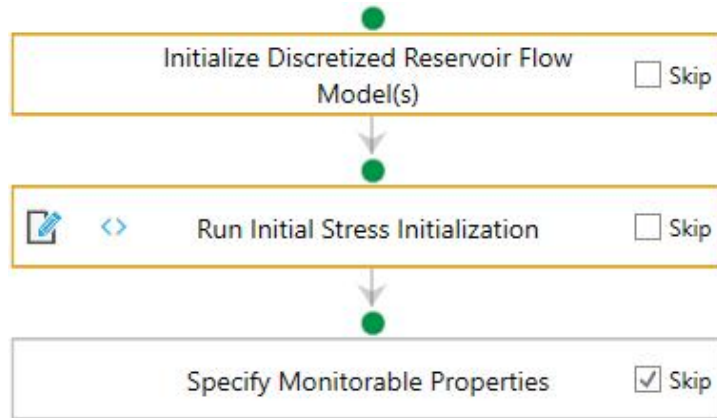 Initialize Discretized Reservoir Flow
Model(s)
Skip
Run Initial Stress Initialization
Skip
Specify Monitorable Properties
Skip